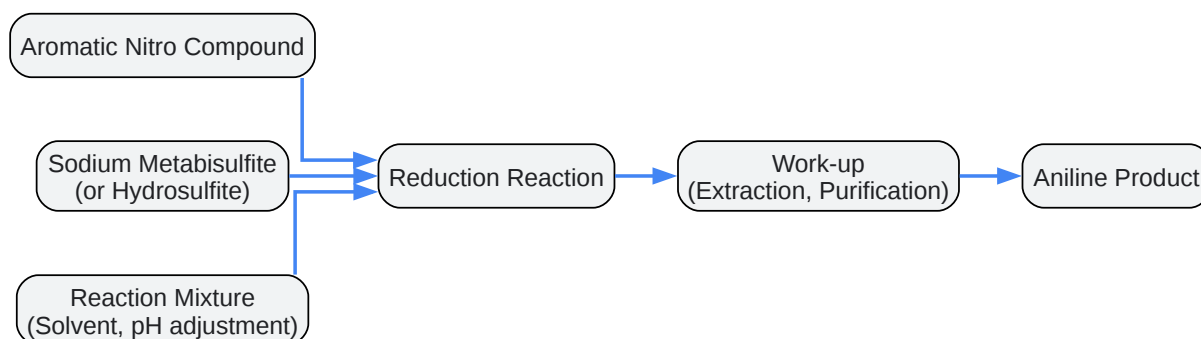 Aromatic Nitro Compound
Sodium Metabisulfite
(or Hydrosulfite)
Reaction Mixture
(Solvent, pH adjustment)
Reduction Reaction
Work-up
(Extraction, Purification)
Aniline Product